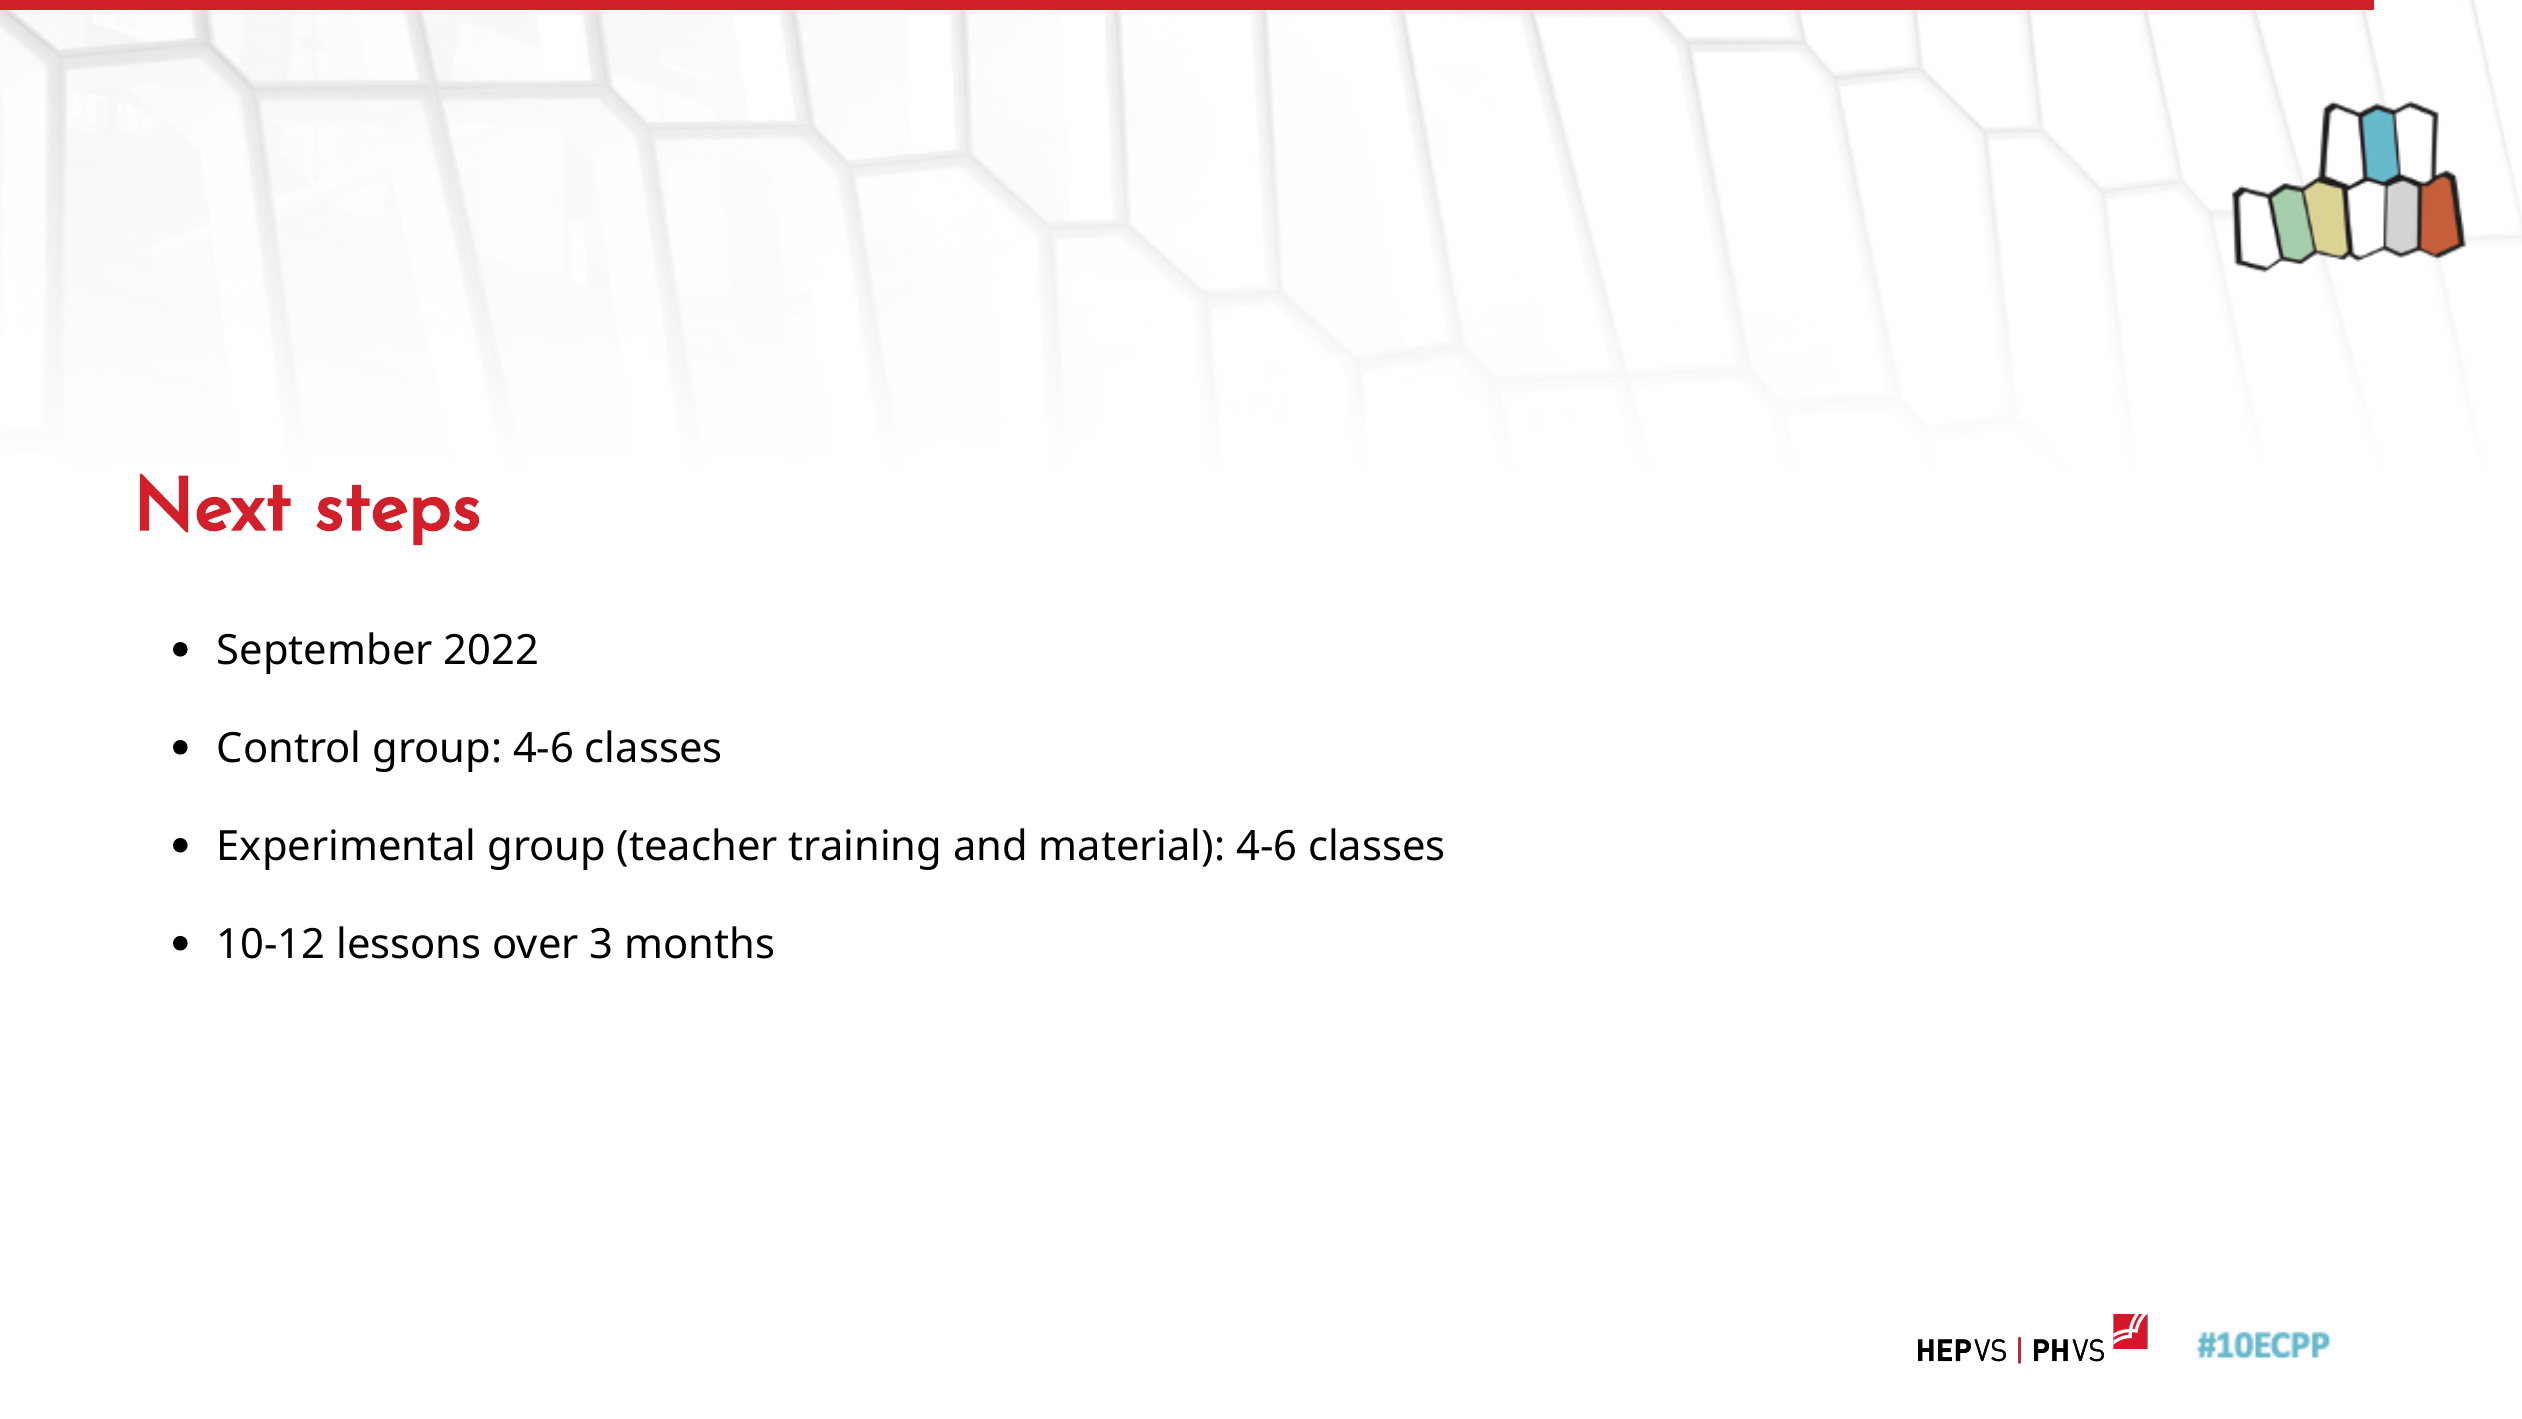 Next steps
• September 2022
• Control group: 4-6 classes
• Experimental group (teacher training and material): 4-6 classes
• 10-12 lessons over 3 months
HEPVS | PHVS
#10ECPP